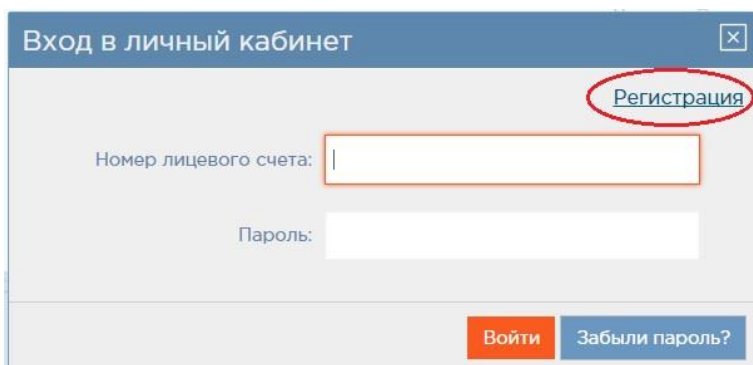 Вход в личный кабинет
Регистрация
Номер лицевого счета:
Пароль:
Войти Забыли пароль?